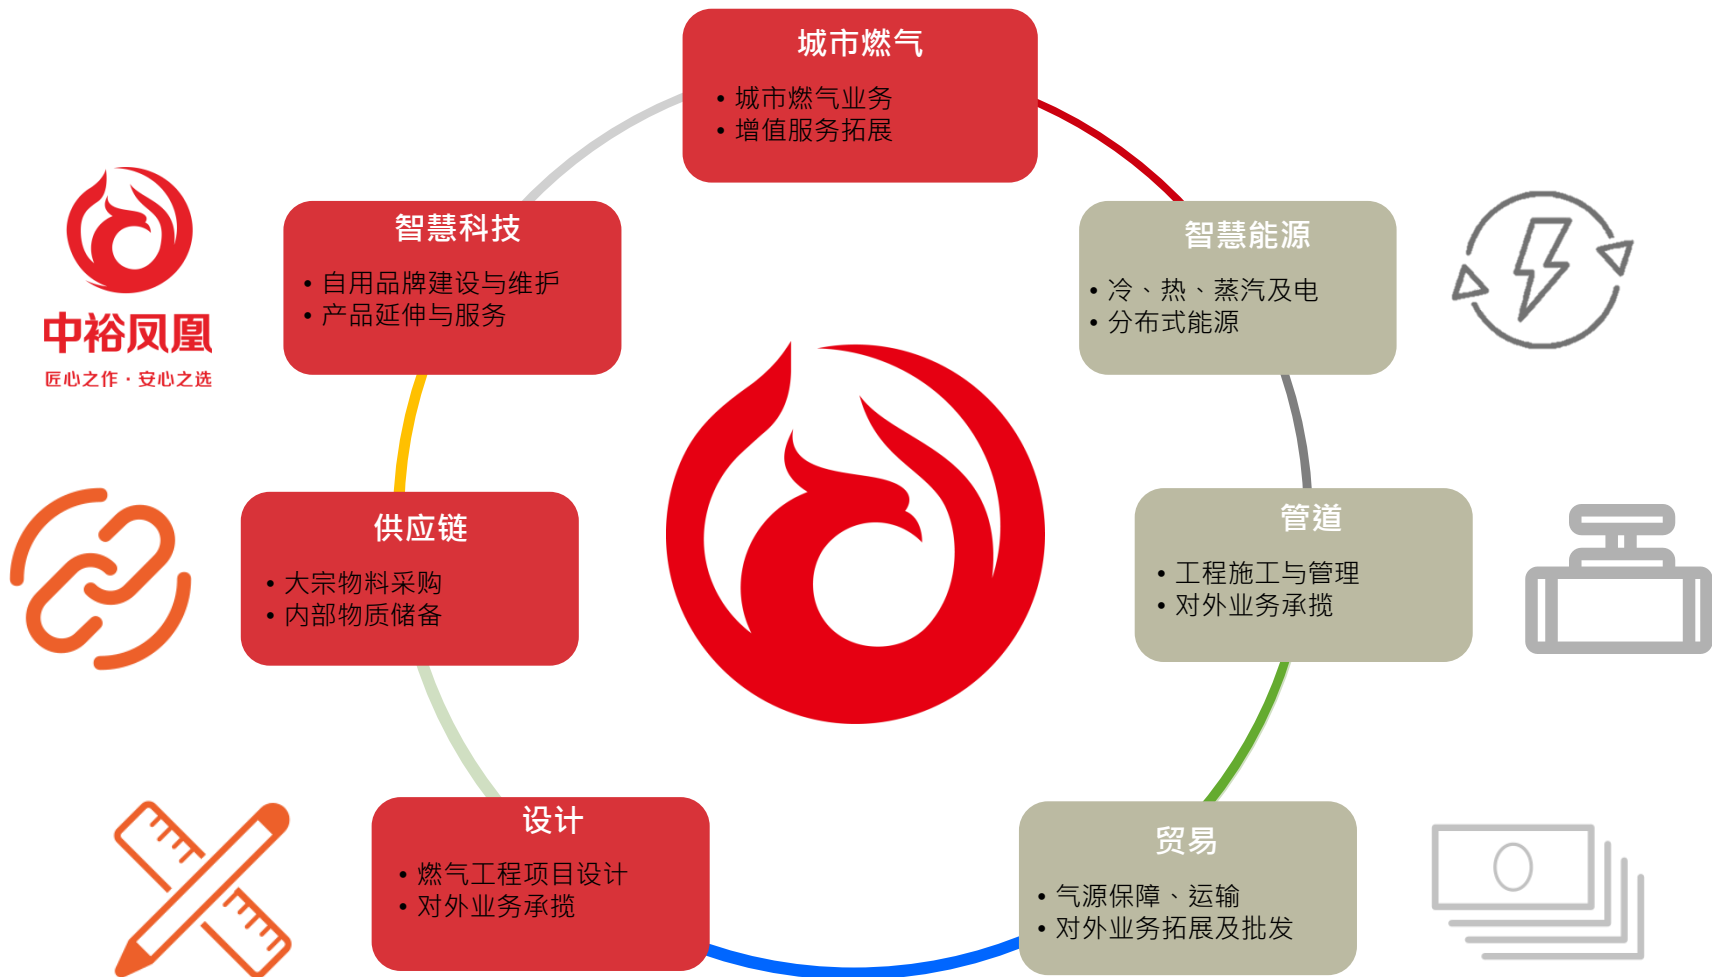 城市燃气
• 城市燃气业务
• 增值服务拓展
智慧能源
• 冷、热、蒸汽及电
• 分布式能源
管道
• 工程施工与管理
• 对外业务承揽
贸易
• 气源保障、运输
• 对外业务拓展及批发
设计
• 燃气工程项目设计
• 对外业务承揽
供应链
• 大宗物料采购
• 内部物质储备
智慧科技
• 自用品牌建设与维护
• 产品延伸与服务
中裕凤凰
匠心之作·安心之选